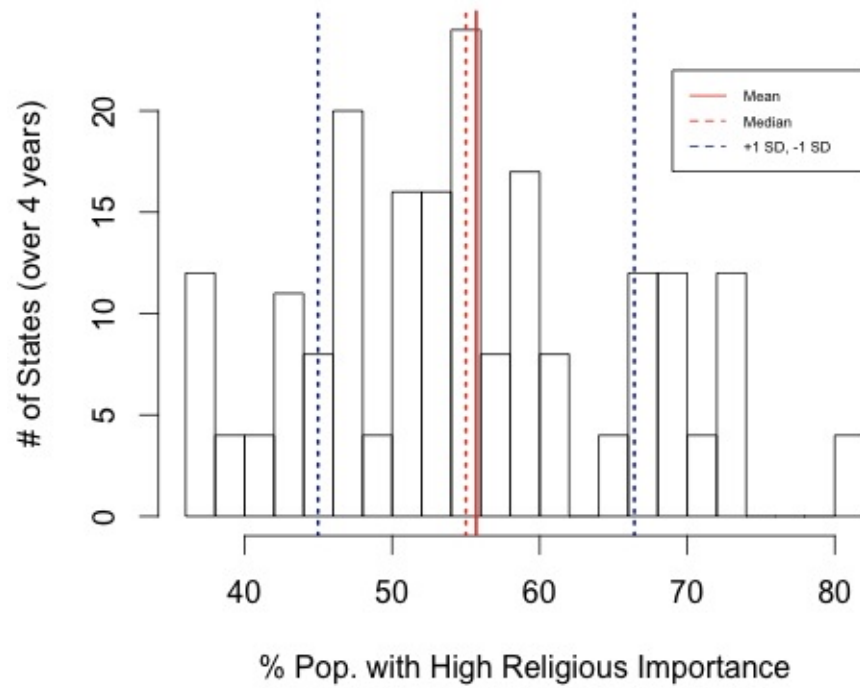 # of States (over 4 years)
20
15
10
5
0
Mean
Median
+1 SD, -1 SD
40 50 60 70 80
% Pop. with High Religious Importance